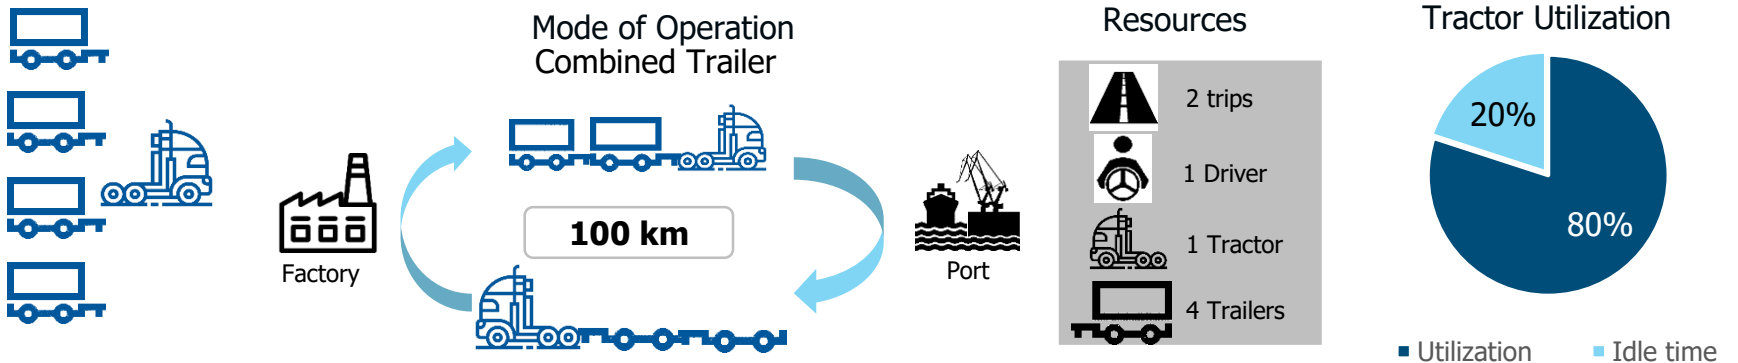 Mode of Operation
Combined Trailer
100 km
Factory
Port
Resources
2 trips
1 Driver
1 Tractor
4 Trailers
Tractor Utilization
20%
80%
Utilization
Idle time